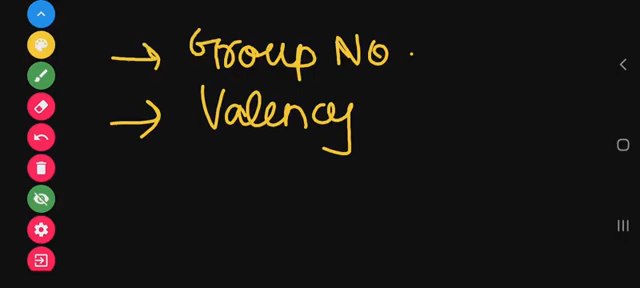 → Group No.
→ Valency